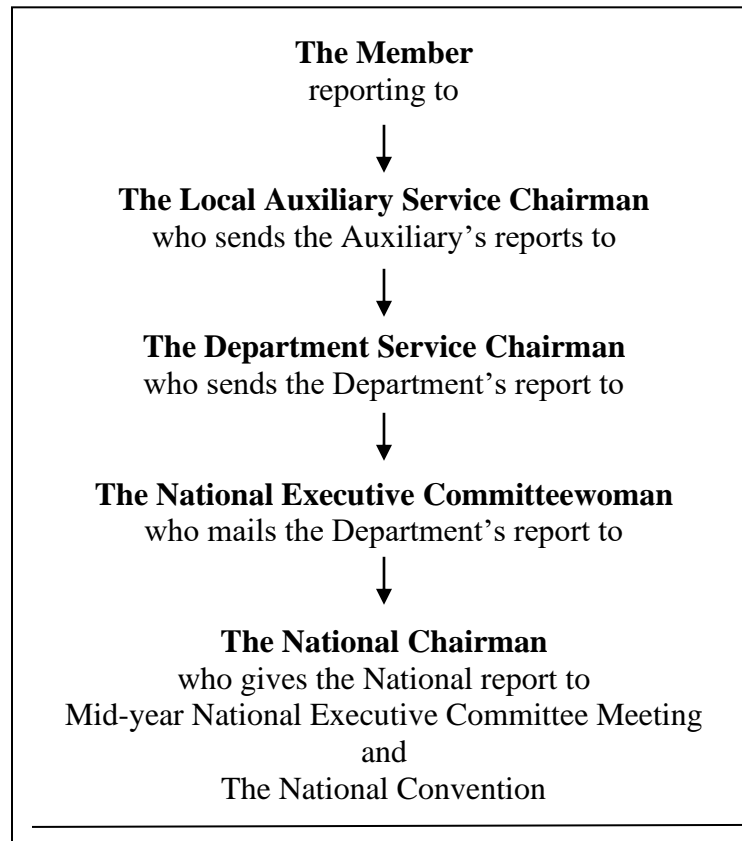 The Member
reporting to
The Local Auxiliary Service Chairman
who sends the Auxiliary’s reports to
The Department Service Chairman
who sends the Department’s report to
The National Executive Committeewoman
who mails the Department’s report to
The National Chairman
who gives the National report to
Mid-year National Executive Committee Meeting
and
The National Convention